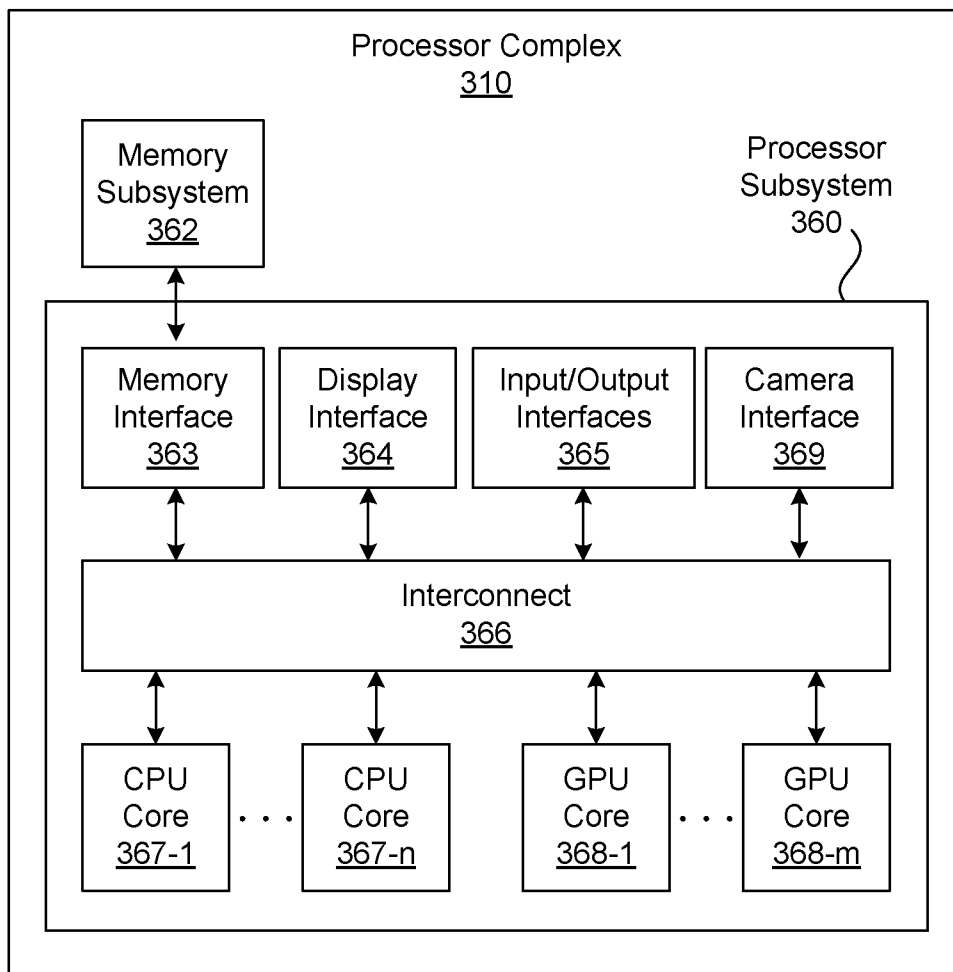 Processor Complex
310
Memory
Subsystem
362
Processor
Subsystem
360
Memory
Interface
363
Display
Interface
364
Input/Output
Interfaces
365
Camera
Interface
369
Interconnect
366
CPU
Core
367-1
. . .
CPU
Core
367-n
GPU
Core
368-1
. . .
GPU
Core
368-m